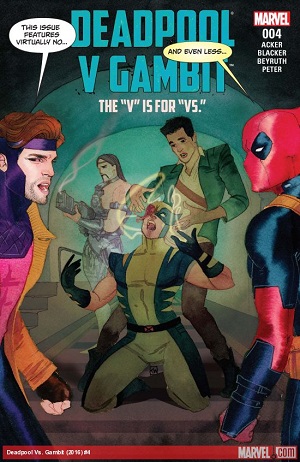 THIS ISSUE
FEATURES
VIRTUALLY NO...
DEADPOOL
V GAMBIT
AND EVEN LESS...
THE "V" IS FOR "VS."
MARVEL
004
ACKER
BLACKER
BEYRUTH
PETER
Deadpool Vs. Gambit (2016) #4
MARVEL.com